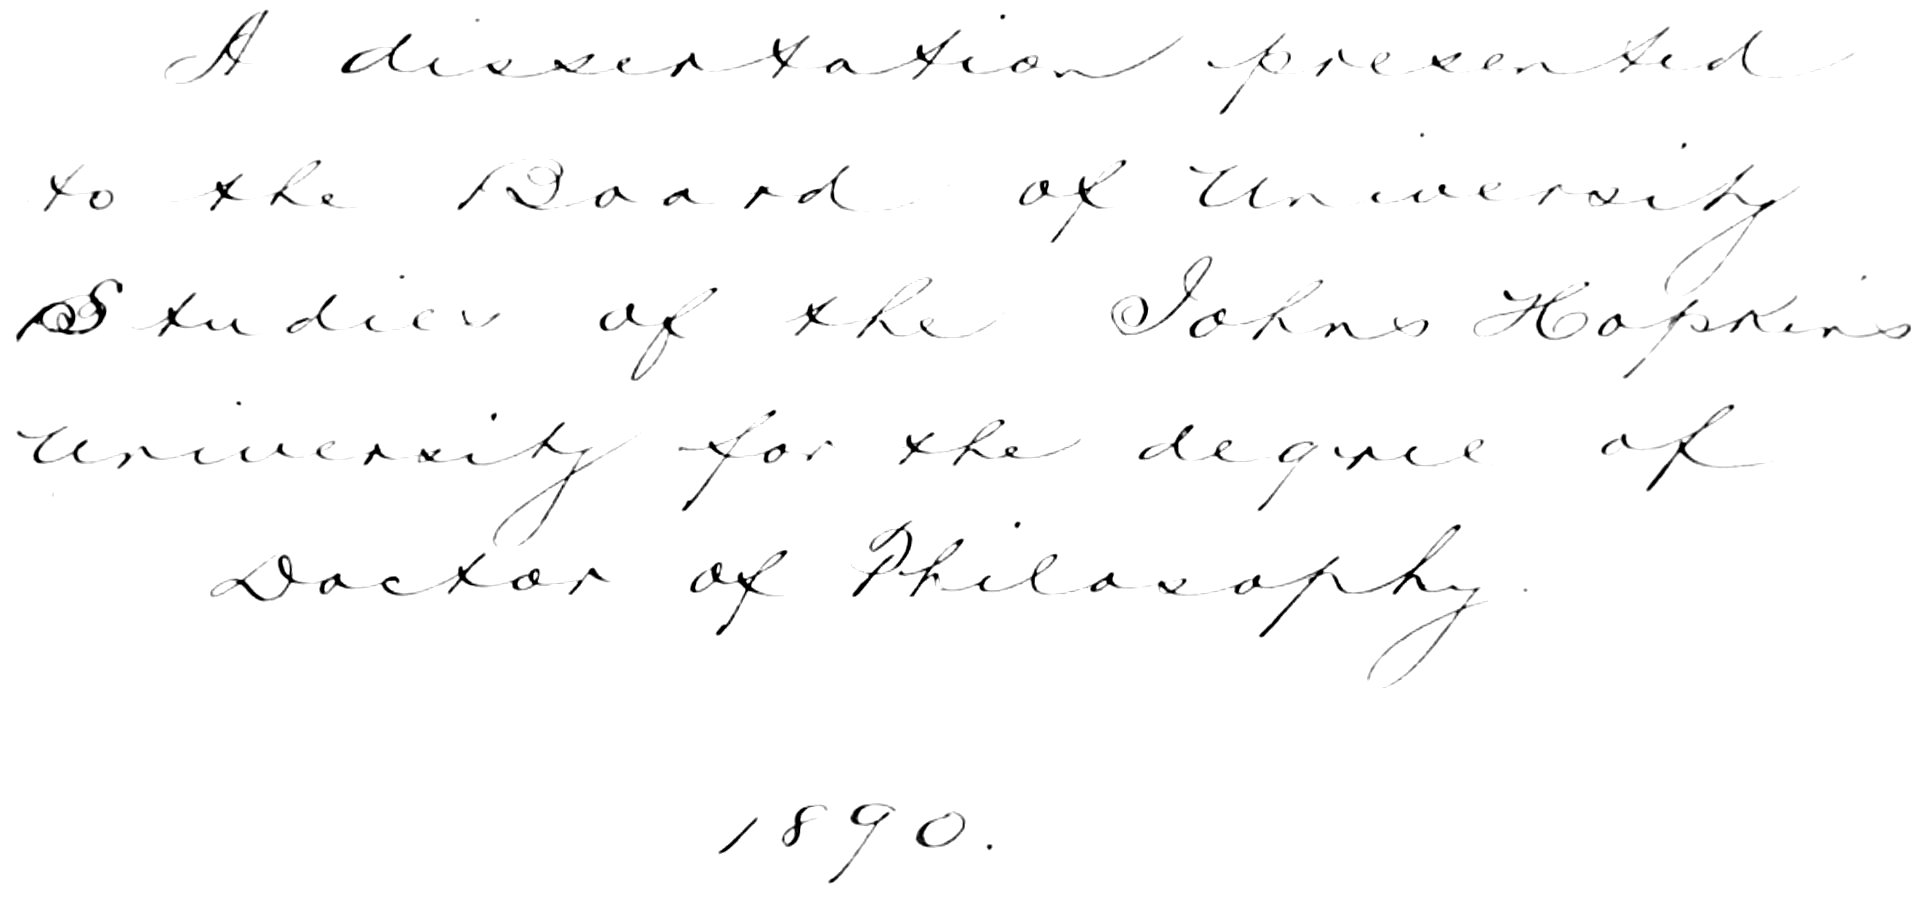 A dissertation presented
to the Board of University
Studies of the Johns Hopkins
University for the degree of
Doctor of Philosophy.
1890.